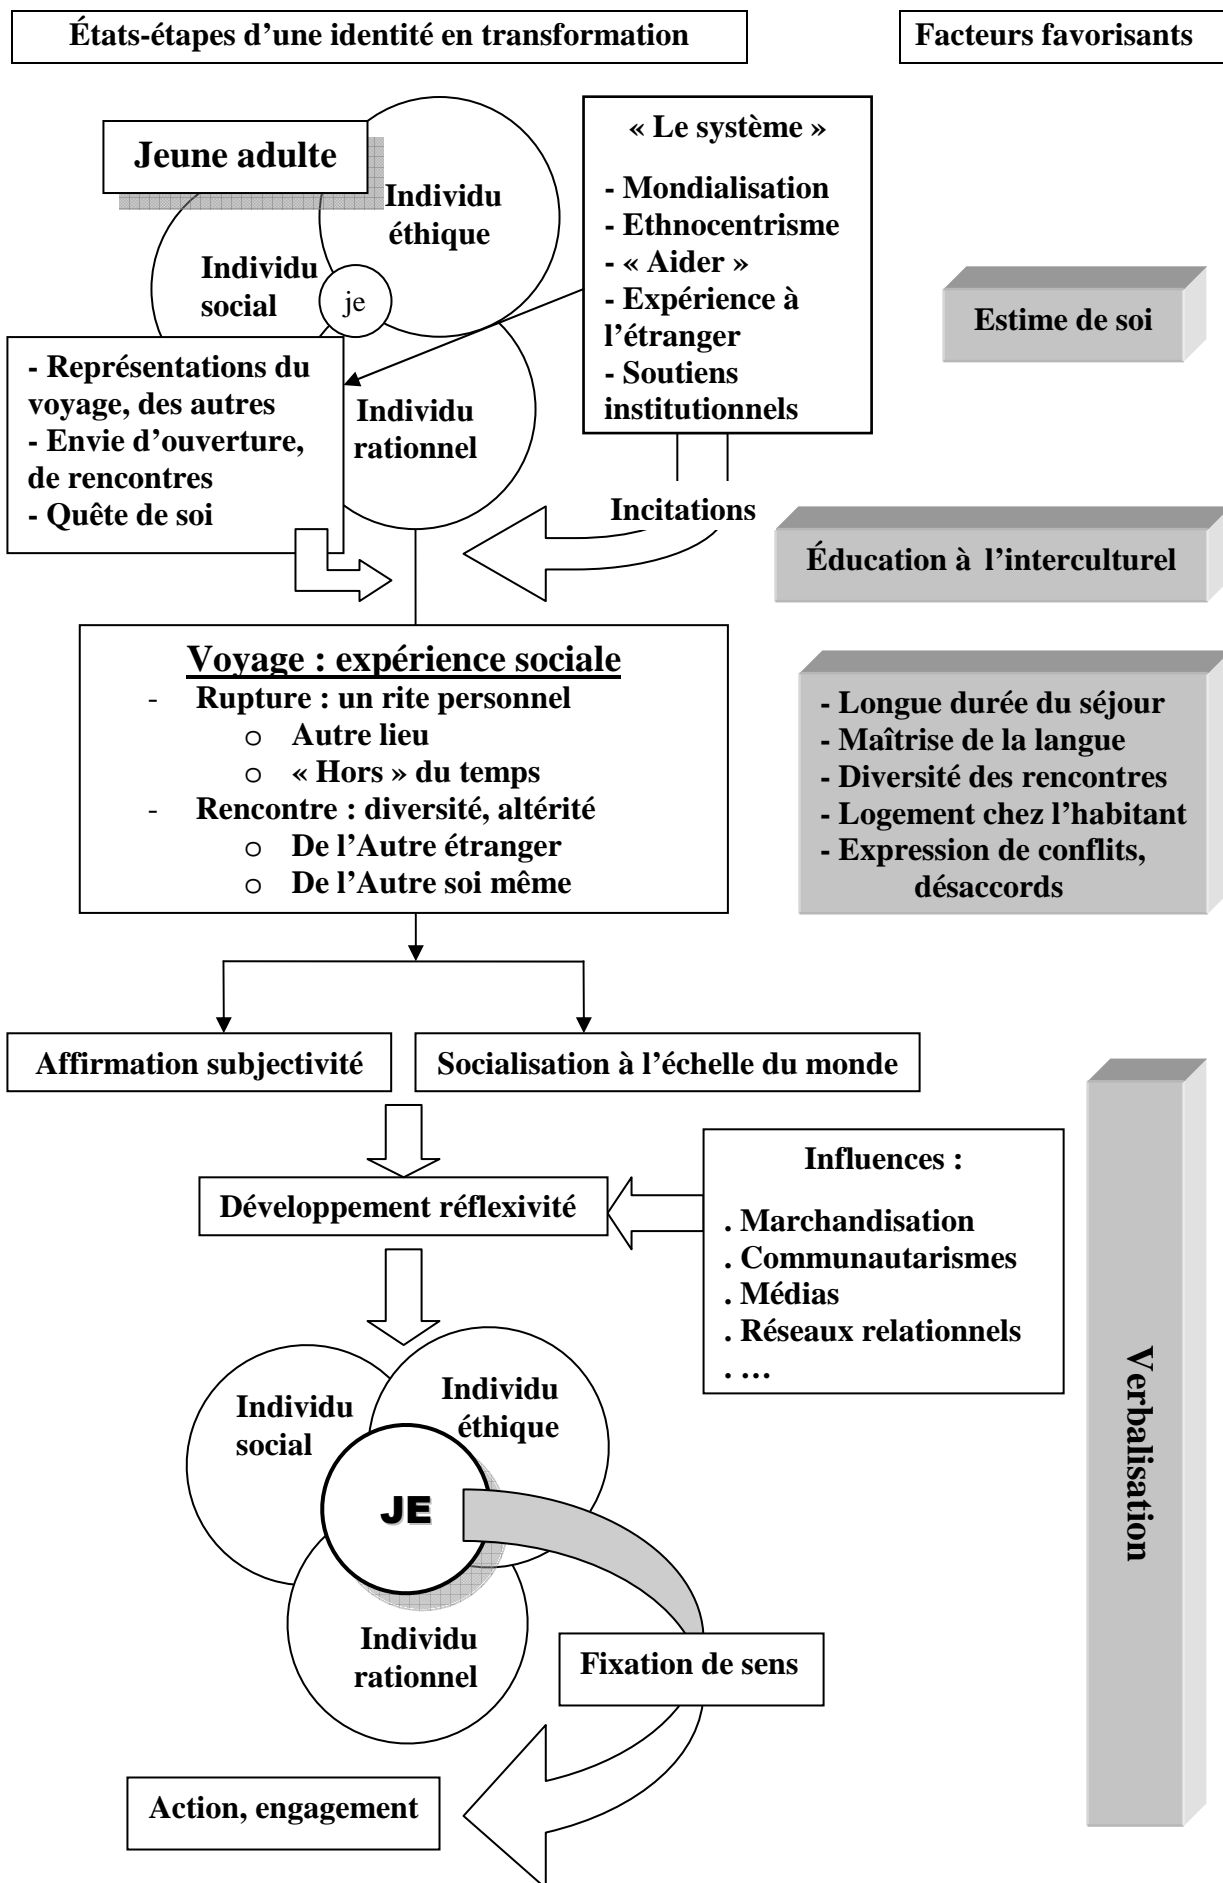 États-étapes d’une identité en transformation
Facteurs favorisants
Jeune adulte
Individu
éthique
Individu
social
je
Individu
rationnel
« Le système »
- Mondialisation
- Ethnocentrisme
- « Aider »
- Expérience à
l’étranger
- Soutiens
institutionnels
Estime de soi
- Représentations du
voyage, des autres
- Envie d’ouverture,
de rencontres
- Quête de soi
Incitations
Éducation à l’interculturel
Voyage : expérience sociale
- Rupture : un rite personnel
o Autre lieu
o « Hors » du temps
- Rencontre : diversité, altérité
o De l’Autre étranger
o De l’Autre soi même
- Longue durée du séjour
- Maîtrise de la langue
- Diversité des rencontres
- Logement chez l’habitant
- Expression de conflits,
désaccords
Affirmation subjectivité
Socialisation à l’échelle du monde
Développement réflexivité
Influences :
. Marchandisation
. Communautarismes
. Médias
. Réseaux relationnels
. …
Individu
social
Individu
éthique
JE
Individu
rationnel
Fixation de sens
Action, engagement
Verbalisation